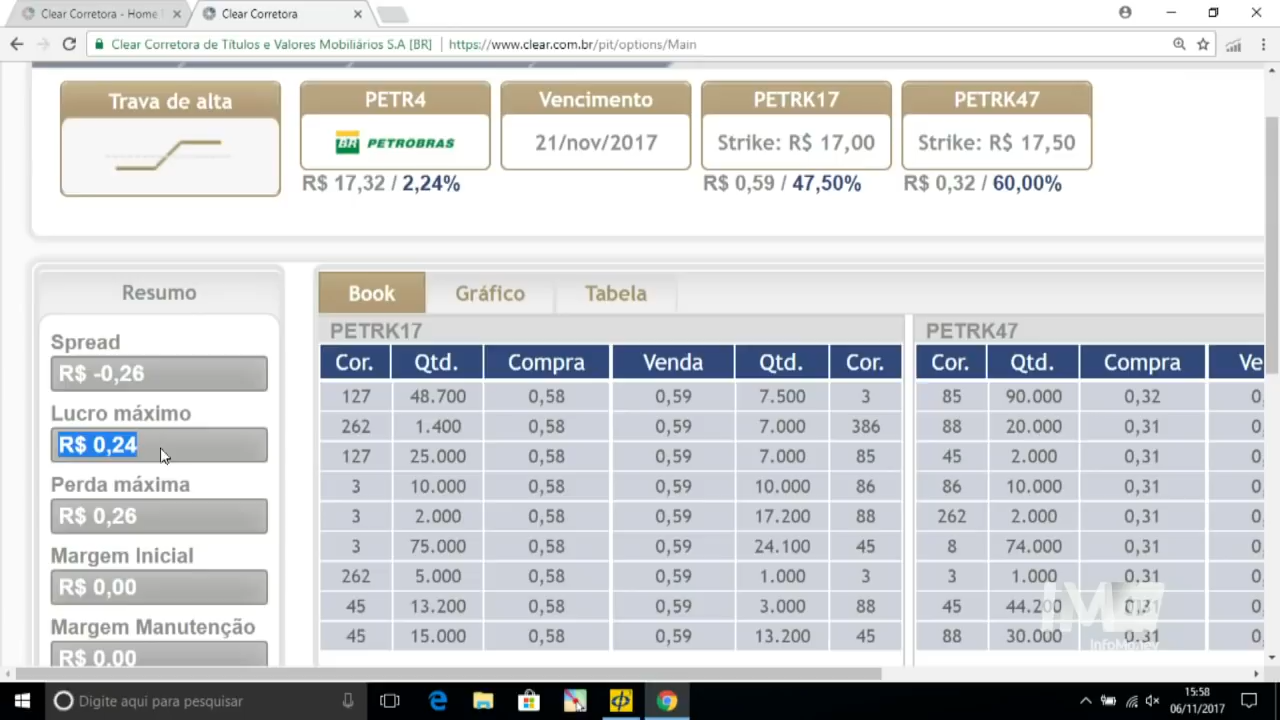 Clear Corretora - Home
Clear Corretora
Clear Corretora de Títulos e Valores Mobiliários S.A [BR]
https://www.clear.com.br/pit/options/Main
Trava de alta
PETR4
Vencimento
PETRK17
PETRK47
BR PETROBRAS
21/nov/2017
Strike: R$ 17,00
Strike: R$ 17,50
R$ 17,32 / 2,24%
R$ 0,59 / 47,50%
R$ 0,32 / 60,00%
Resumo
Spread
R$ -0,26
Lucro máximo
R$ 0,24
Perda máxima
R$ 0,26
Margem Inicial
R$ 0,00
Margem Manutenção
R$ 0,00
Book Gráfico Tabela
PETRK17
Cor. Qtd. Compra Venda Qtd. Cor.
127 48.700 0,58 0,59 7.500 3
262 1.400 0,58 0,59 7.000 386
127 25.000 0,58 0,59 7.000 85
3 10.000 0,58 0,59 10.000 86
3 2.000 0,58 0,59 17.200 88
3 75.000 0,58 0,59 24.100 45
262 5.000 0,58 0,59 1.000 3
45 13.200 0,58 0,59 3.000 88
45 15.000 0,58 0,59 13.200 45
PETRK47
Cor. Qtd. Compra
85 90.000 0,32
88 20.000 0,31
45 2.000 0,31
86 10.000 0,31
262 2.000 0,31
8 74.000 0,31
3 1.000 0,31
45 44.200 0,31
88 30.000 0,31
IM
InfoMoney
Digite aqui para pesquisar
15:58
06/11/2017